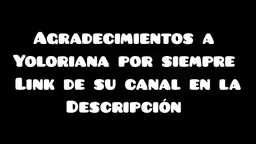 Agradecimientos a
Yoloriana por siempre
Link de su canal en la
Descripción